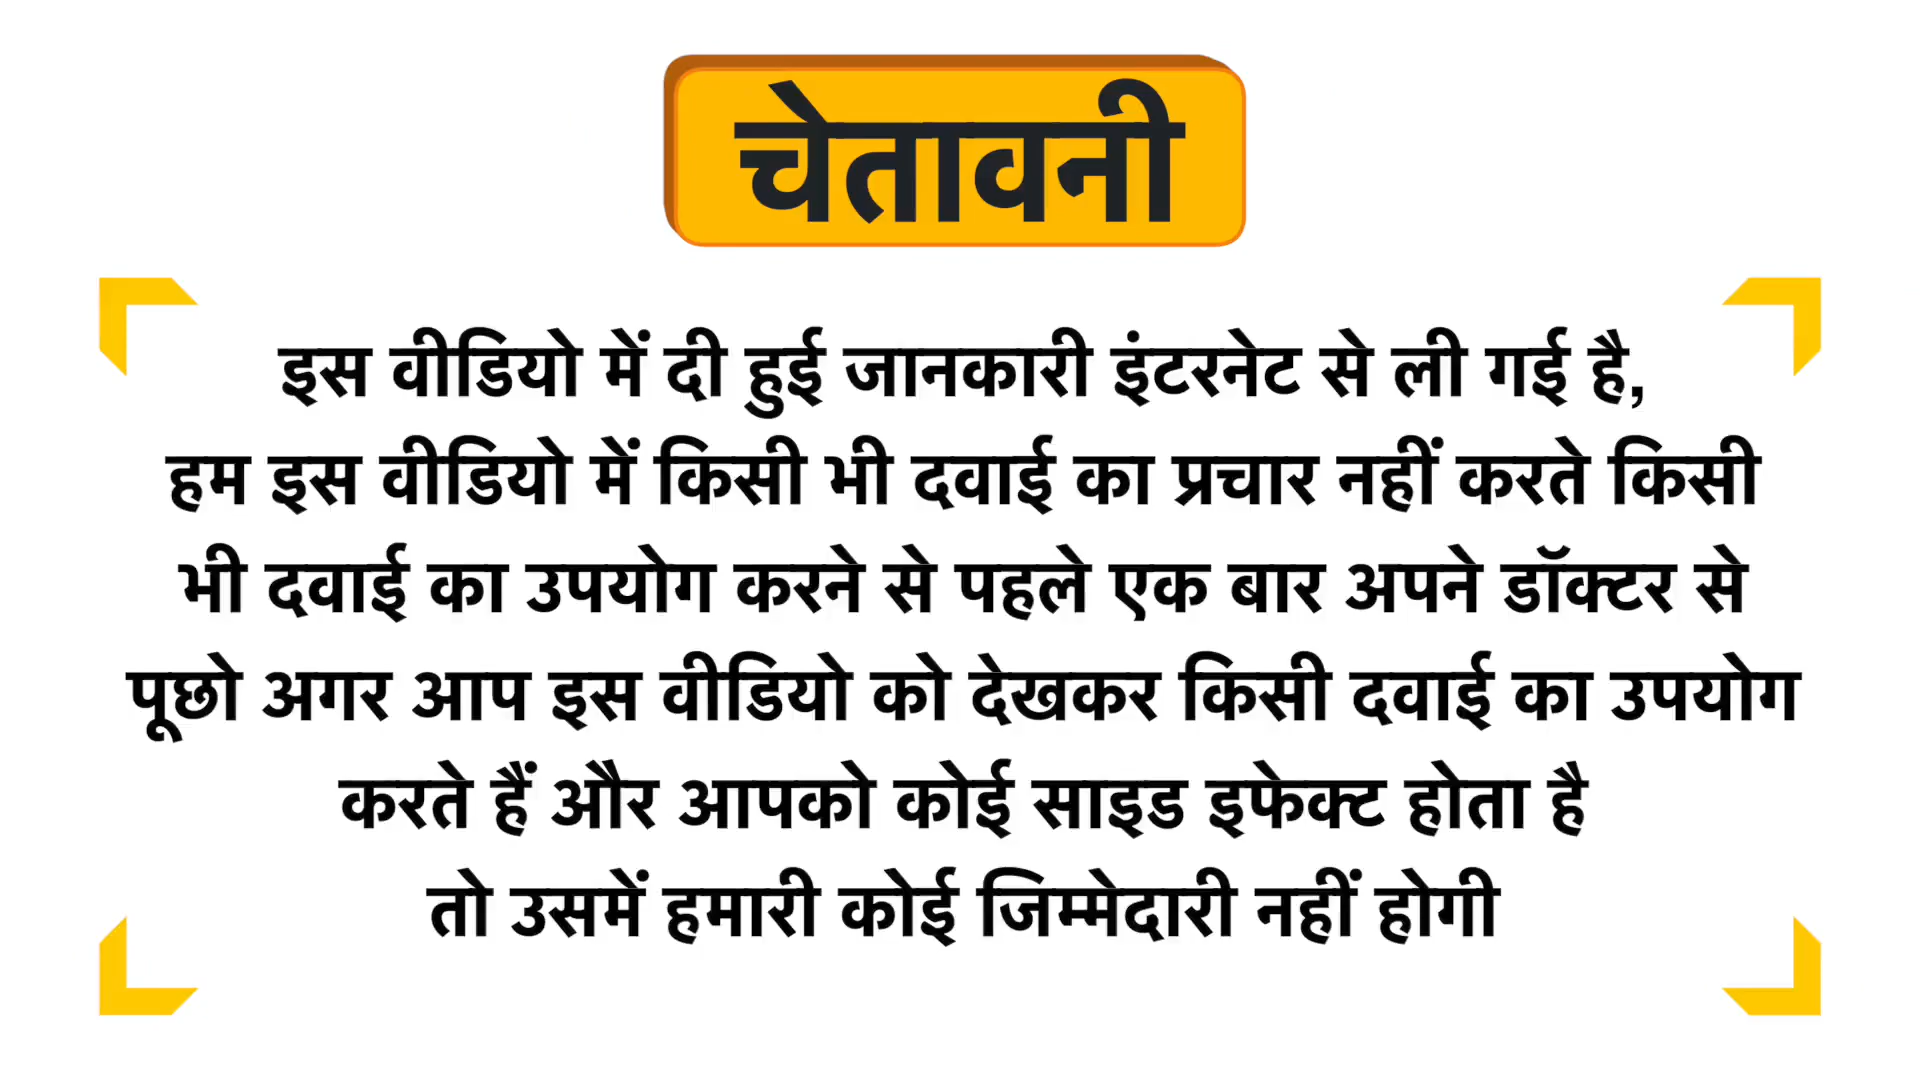 चेतावनी
इस वीडियो में दी हुई जानकारी इंटरनेट से ली गई है,
हम इस वीडियो में किसी भी दवाई का प्रचार नहीं करते किसी
भी दवाई का उपयोग करने से पहले एक बार अपने डॉक्टर से
पूछो अगर आप इस वीडियो को देखकर किसी दवाई का उपयोग
करते हैं और आपको कोई साइड इफेक्ट होता है
तो उसमें हमारी कोई जिम्मेदारी नहीं होगी